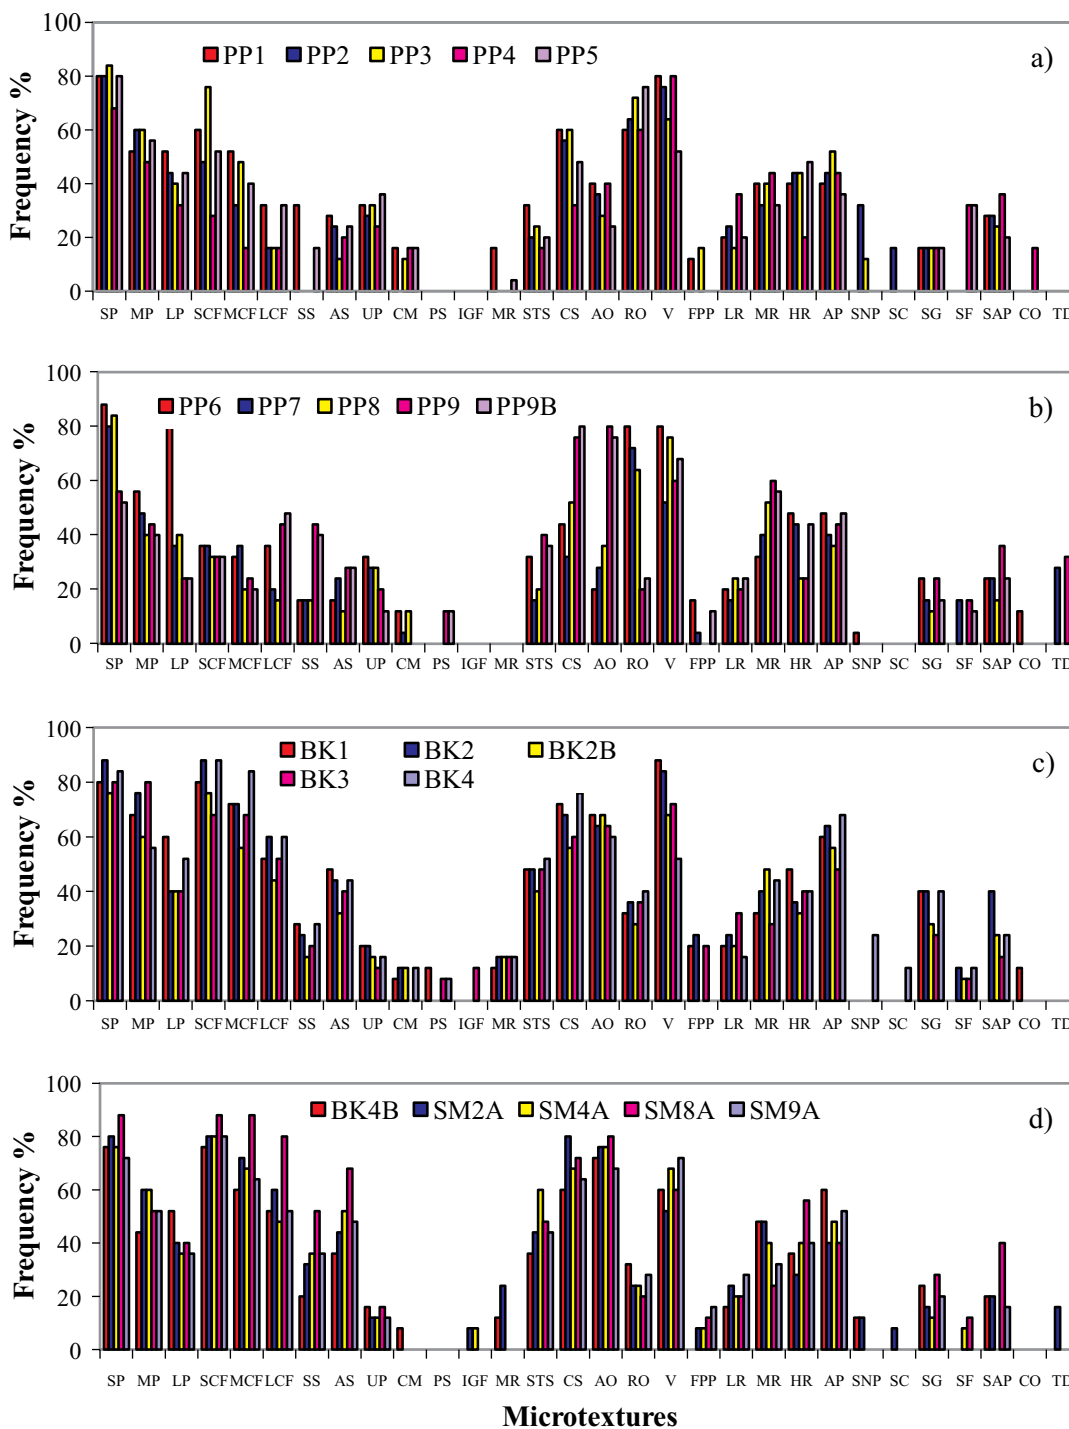 100
80
60
40
20
0
Frequency %
PP1 PP2 PP3 PP4 PP5
a)
SP MP LP SCF MCF LCF SS AS UP CM PS IGF MR STS CS AO RO V FPP LR MR HR AP SNP SC SG SF SAP CO TD
100
80
60
40
20
0
Frequency %
PP6 PP7 PP8 PP9 PP9B
b)
SP MP LP SCF MCF LCF SS AS UP CM PS IGF MR STS CS AO RO V FPP LR MR HR AP SNP SC SG SF SAP CO TD
100
80
60
40
20
0
Frequency %
BK1 BK2 BK2B
BK3 BK4
c)
SP MP LP SCF MCF LCF SS AS UP CM PS IGF MR STS CS AO RO V FPP LR MR HR AP SNP SC SG SF SAP CO TD
100
80
60
40
20
0
Frequency %
BK4B SM2A SM4A SM8A SM9A
d)
SP MP LP SCF MCF LCF SS AS UP CM PS IGF MR STS CS AO RO V FPP LR MR HR AP SNP SC SG SF SAP CO TD
Microtextures